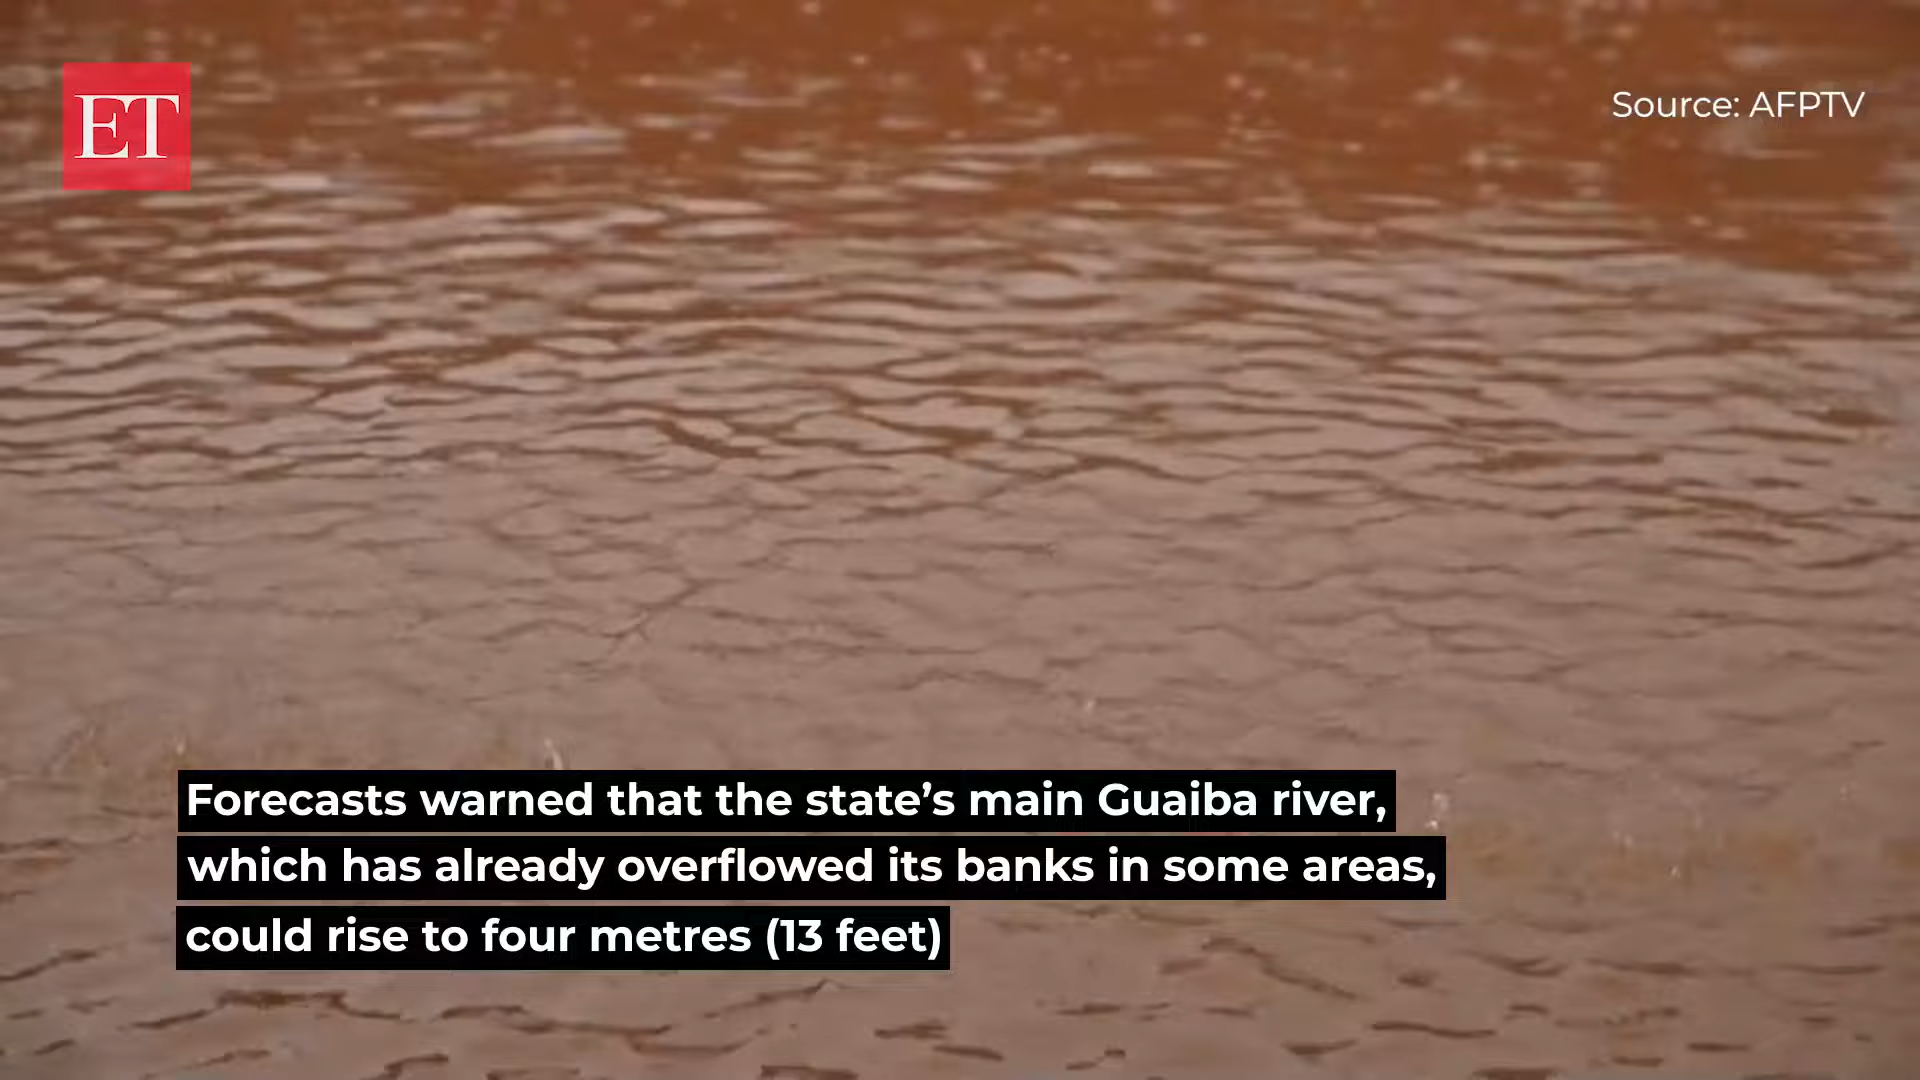 ET
Source: AFPTV
Forecasts warned that the state’s main Guaiba river,
which has already overflowed its banks in some areas,
could rise to four metres (13 feet)